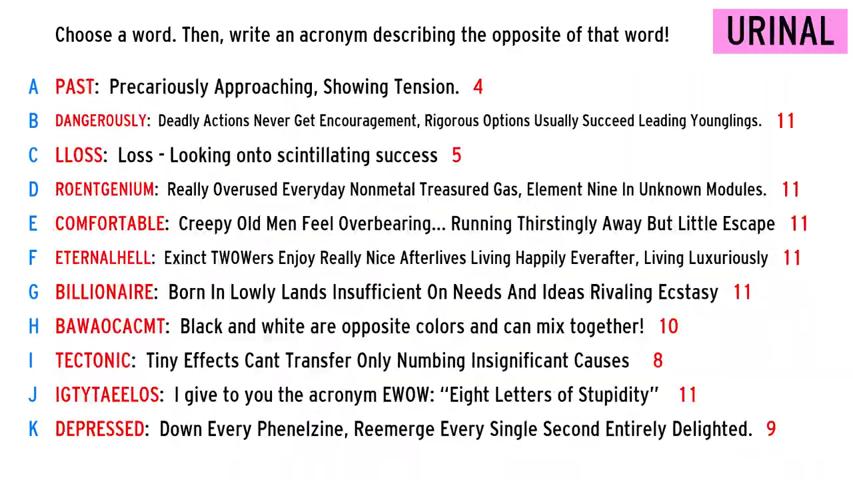 Choose a word. Then, write an acronym describing the opposite of that word!
URINAL
A PAST: Precariously Approaching, Showing Tension. 4
B DANGEROUSLY: Deadly Actions Never Get Encouragement, Rigorous Options Usually Succeed Leading Younglings. 11
C LLOSS: Loss - Looking onto scintillating success 5
D ROENTGENIUM: Really Overused Everyday Nonmetal Treasured Gas, Element Nine In Unknown Modules. 11
E COMFORTABLE: Creepy Old Men Feel Overbearing... Running Thirstingly Away But Little Escape 11
F ETERNALHELL: Exinct TWOWers Enjoy Really Nice Afterlives Living Happily Everafter, Living Luxuriously 11
G BILLIONAIRE: Born In Lowly Lands Insufficient On Needs And Ideas Rivaling Ecstasy 11
H BAWAOCACMT: Black and white are opposite colors and can mix together! 10
I TECTONIC: Tiny Effects Cant Transfer Only Numbing Insignificant Causes 8
J IGTYTAEELOS: I give to you the acronym EWOW: "Eight Letters of Stupidity" 11
K DEPRESSED: Down Every Phenelzine, Reemerge Every Single Second Entirely Delighted. 9